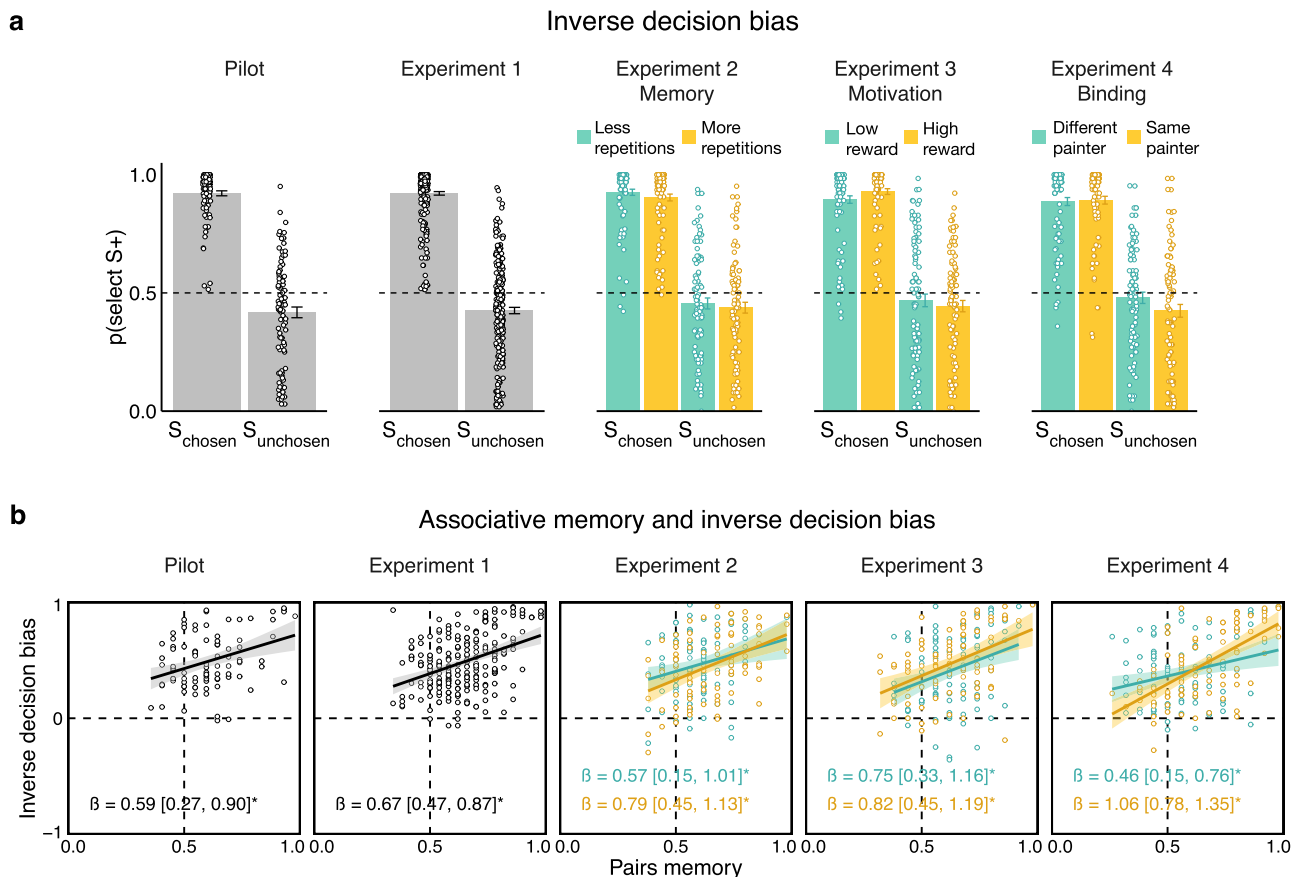 a
Inverse decision bias
Pilot
Experiment 1
Experiment 2
Memory
Experiment 3
Motivation
Experiment 4
Binding
Less
repetitions
More
repetitions
Low
reward
High
reward
Different
painter
Same
painter
p(select S+)
1.0
0.5
0.0
Schosen Sunchosen
Schosen Sunchosen
Schosen Sunchosen
Schosen Sunchosen
Schosen Sunchosen
b
Associative memory and inverse decision bias
Pilot
Experiment 1
Experiment 2
Experiment 3
Experiment 4
Inverse decision bias
1
0
−1
ß = 0.59 [0.27, 0.90]*
ß = 0.67 [0.47, 0.87]*
ß = 0.57 [0.15, 1.01]*
ß = 0.79 [0.45, 1.13]*
ß = 0.75 [0.33, 1.16]*
ß = 0.82 [0.45, 1.19]*
ß = 0.46 [0.15, 0.76]*
ß = 1.06 [0.78, 1.35]*
0.0 0.5 1.0 0.0 0.5 1.0 0.0 0.5 1.0 0.0 0.5 1.0 0.0 0.5 1.0
Pairs memory